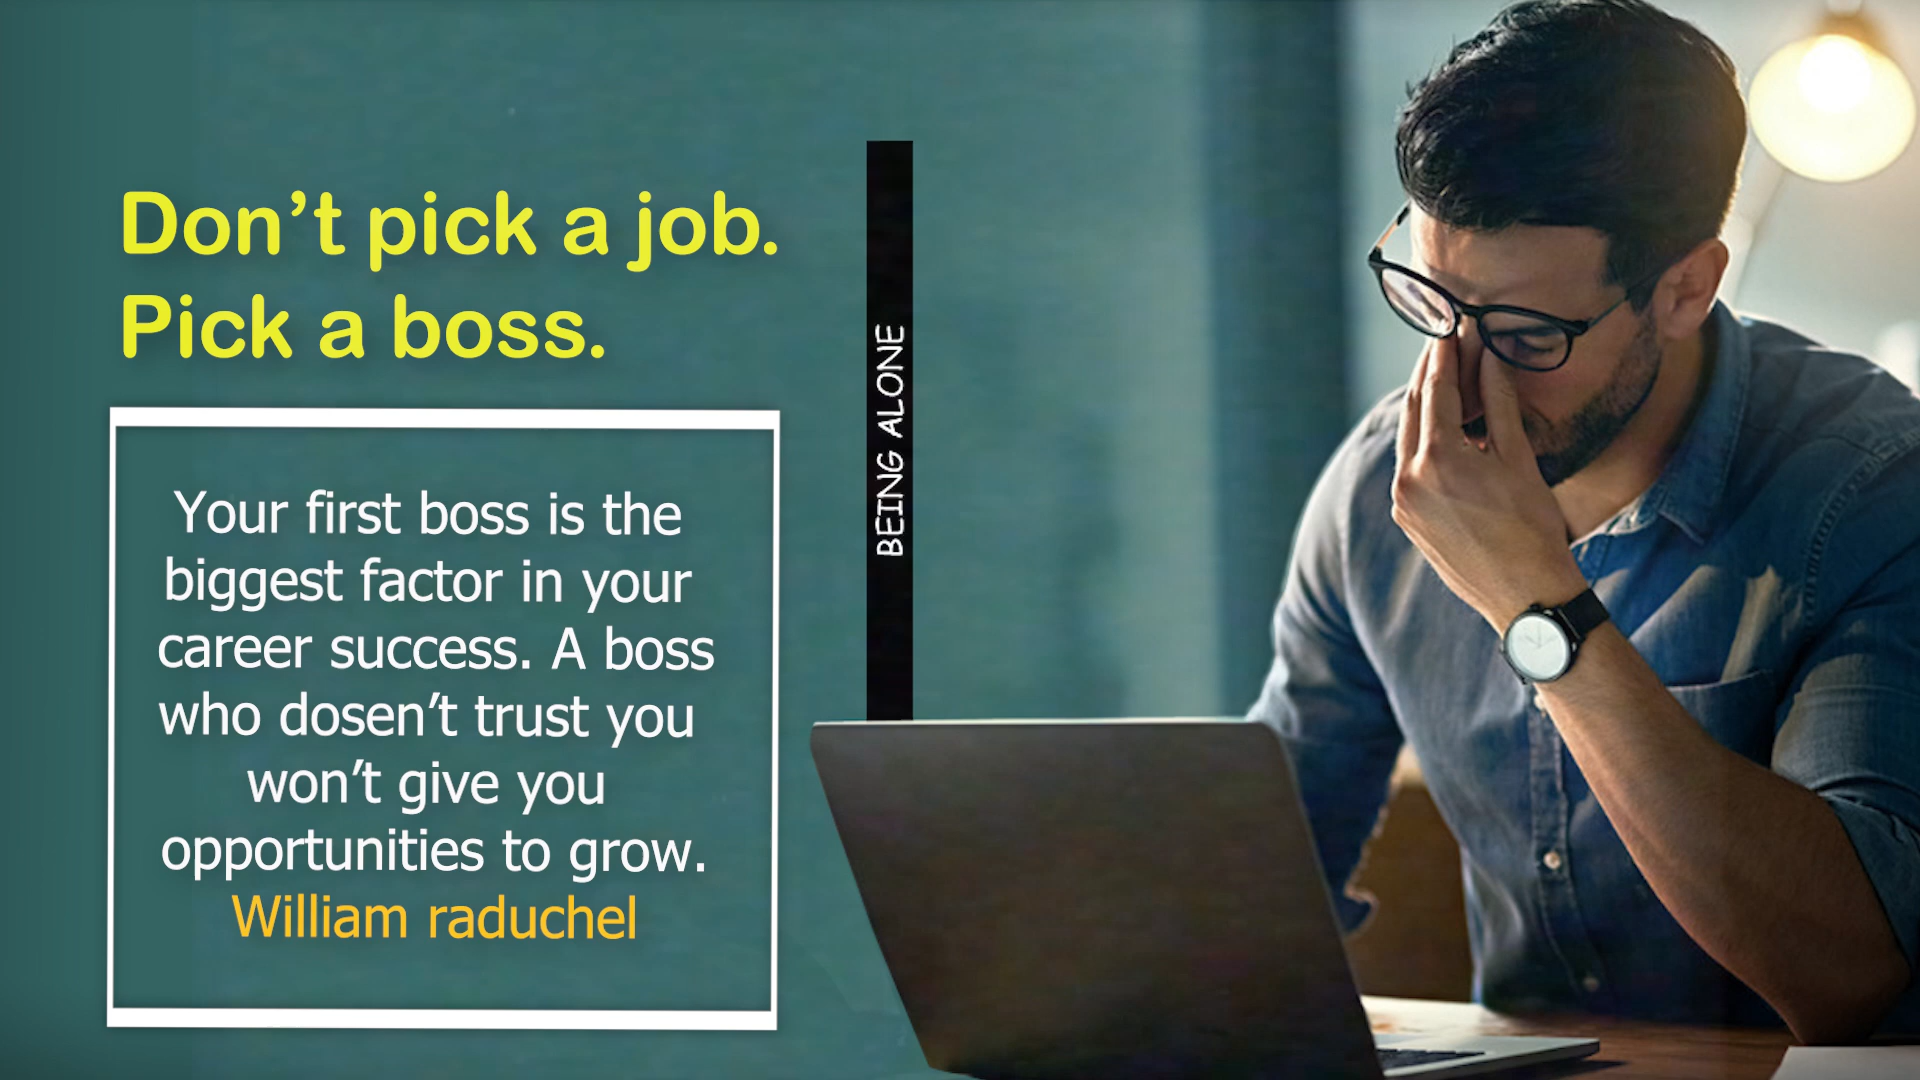 Don’t pick a job.
Pick a boss.
Your first boss is the
biggest factor in your
career success. A boss
who dosen’t trust you
won’t give you
opportunities to grow.
William raduchel
BEING ALONE